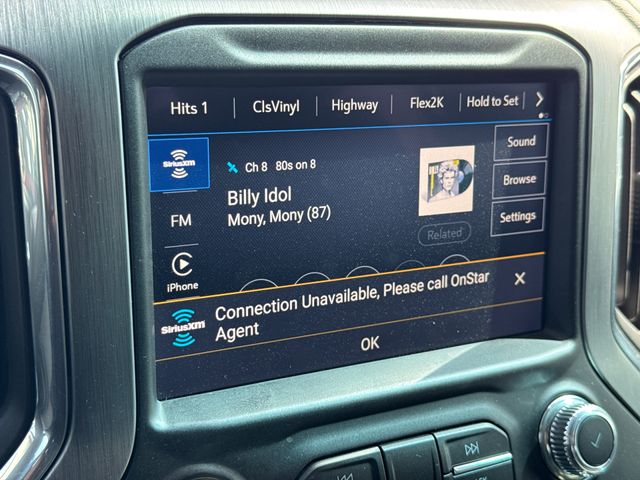 Hits 1 ClsVinyl Highway Flex2K Hold to Set
SiriusXM
Ch 8 80s on 8
Sound
Billy Idol
Browse
FM
Mony, Mony (87)
Settings
Related
iPhone
Connection Unavailable, Please call OnStar
SiriusXM
Agent
OK